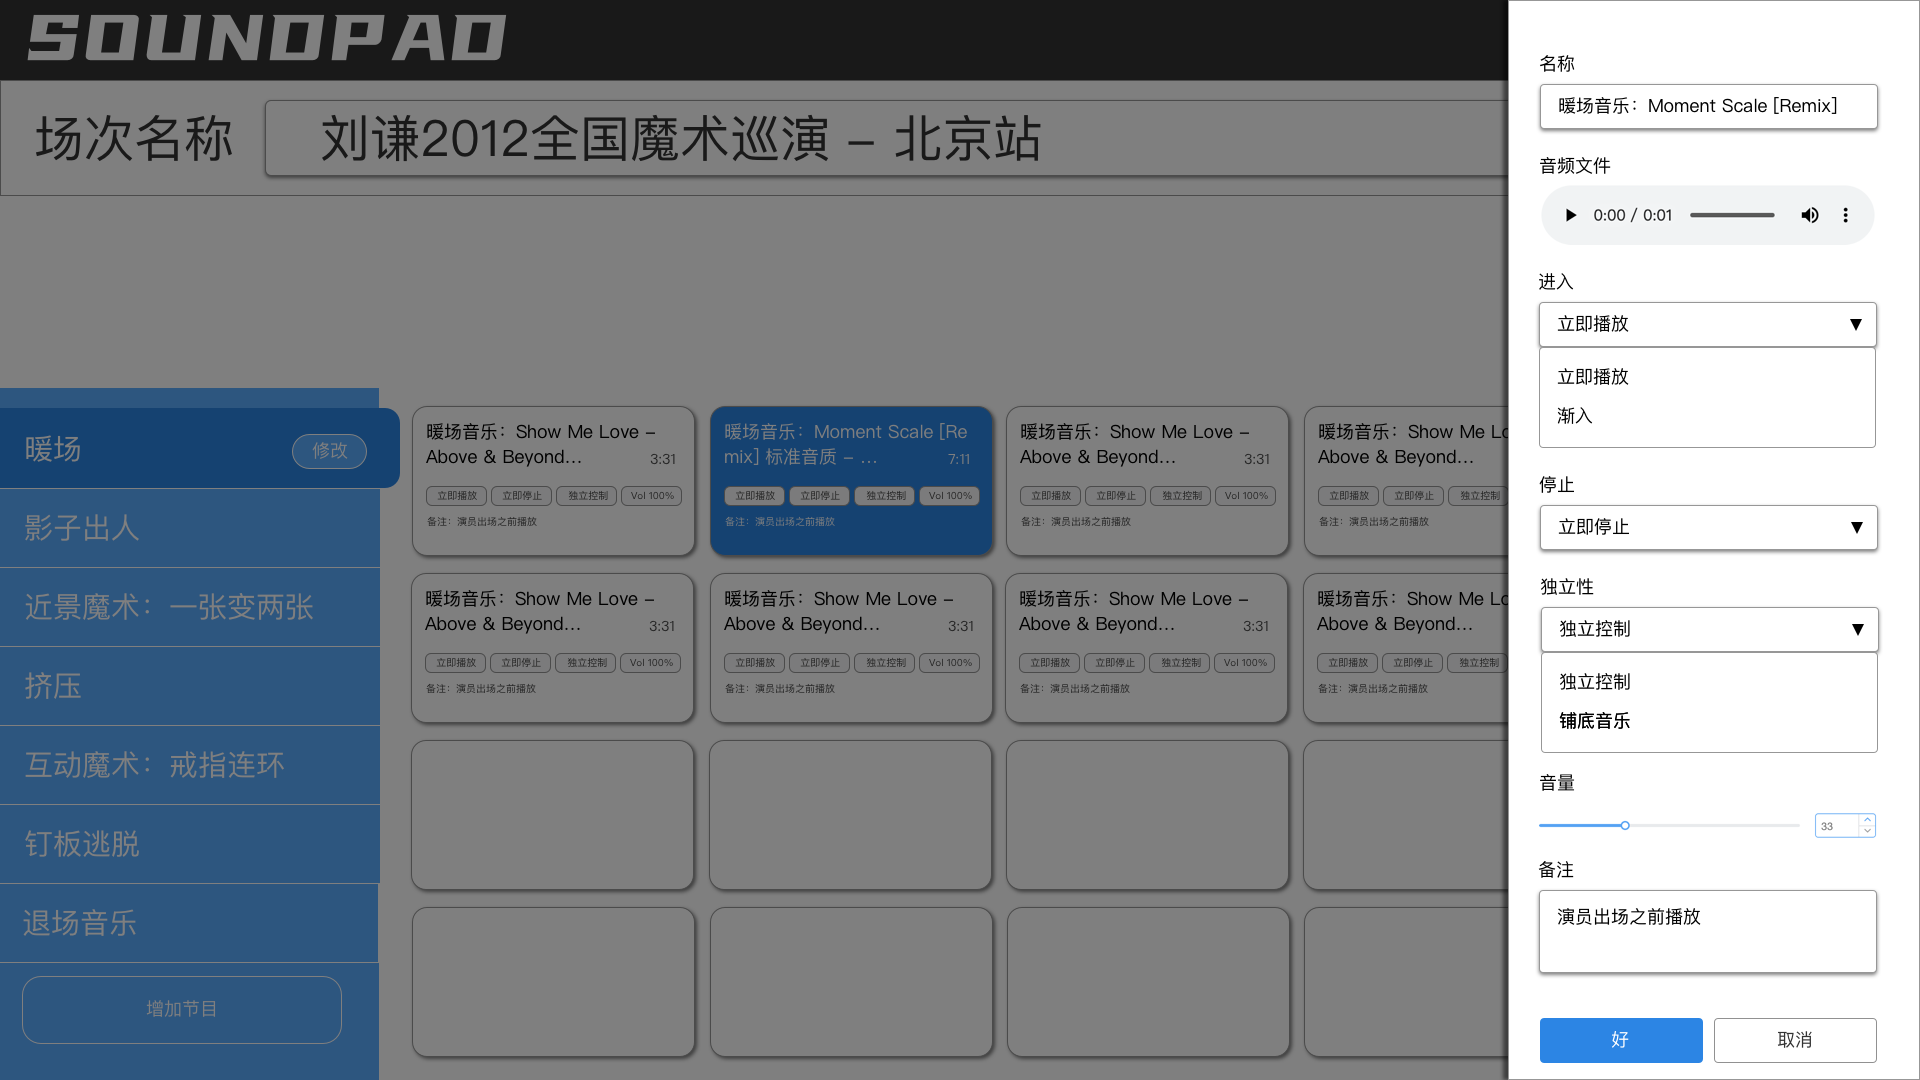 SOUNDPAD
场次名称
刘谦2012全国魔术巡演 – 北京站
暖场
修改
影子出人
近景魔术：一张变两张
挤压
互动魔术：戒指连环
钉板逃脱
退场音乐
增加节目
暖场音乐：Show Me Love –
Above & Beyond...
3:31
立即播放
立即停止
独立控制
Vol 100%
备注：演员出场之前播放
暖场音乐：Moment Scale [Re
mix] 标准音质 – ...
7:11
立即播放
立即停止
独立控制
Vol 100%
备注：演员出场之前播放
暖场音乐：Show Me Love –
Above & Beyond...
3:31
立即播放
立即停止
独立控制
Vol 100%
备注：演员出场之前播放
暖场音乐：Show Me Lo
Above & Beyond...
立即播放
立即停止
独立控制
备注：演员出场之前播放
暖场音乐：Show Me Love –
Above & Beyond...
3:31
立即播放
立即停止
独立控制
Vol 100%
备注：演员出场之前播放
暖场音乐：Show Me Love –
Above & Beyond...
3:31
立即播放
立即停止
独立控制
Vol 100%
备注：演员出场之前播放
暖场音乐：Show Me Love –
Above & Beyond...
3:31
立即播放
立即停止
独立控制
Vol 100%
备注：演员出场之前播放
暖场音乐：Show Me Lo
Above & Beyond...
立即播放
立即停止
独立控制
备注：演员出场之前播放
名称
暖场音乐：Moment Scale [Remix]
音频文件
0:00 / 0:01
进入
立即播放
立即播放
渐入
停止
立即停止
独立性
独立控制
独立控制
铺底音乐
音量
33
备注
演员出场之前播放
好
取消